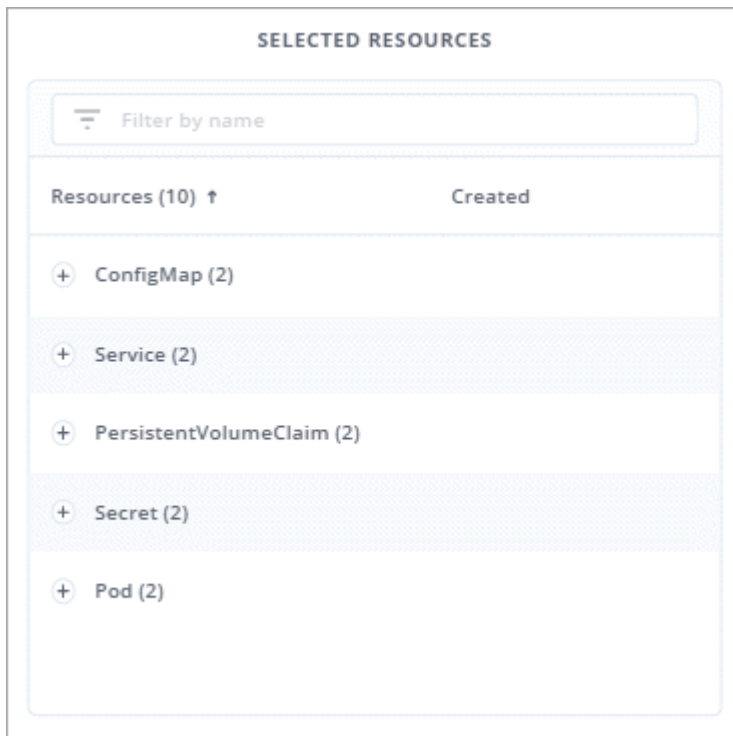 SELECTED RESOURCES
Filter by name
Resources (10) ↑ Created
+ ConfigMap (2)
+ Service (2)
+ PersistentVolumeClaim (2)
+ Secret (2)
+ Pod (2)